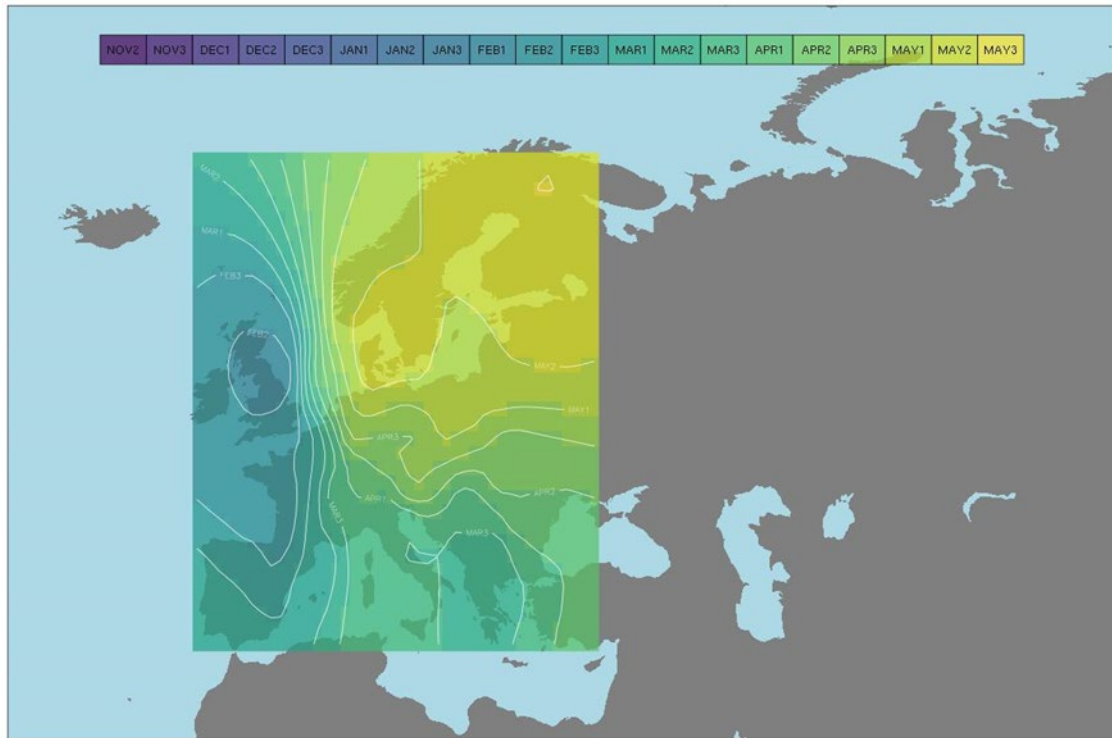 NOV2 NOV3 DEC1 DEC2 DEC3 JAN1 JAN2 JAN3 FEB1 FEB2 FEB3 MAR1 MAR2 MAR3 APR1 APR2 APR3 MAY1 MAY2 MAY3
MAR2
MAR1
FEB3
FEB2
MAY2
MAY1
APR3
APR1
APR2
MAR3
MAR3